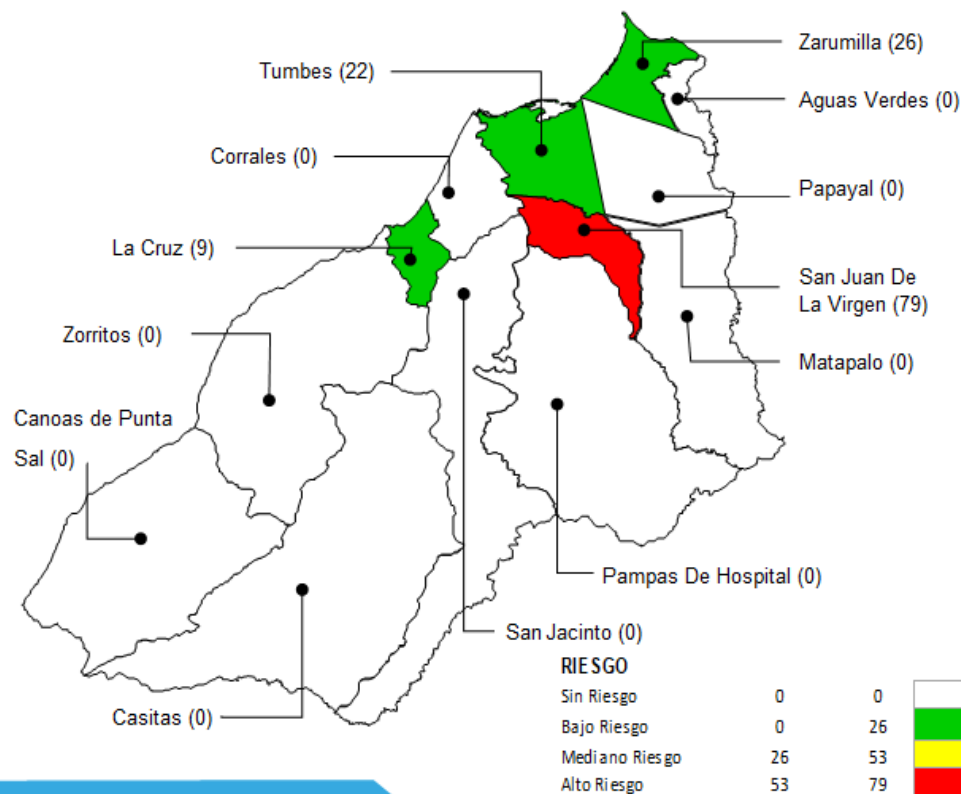 Zarumilla (26)
Tumbes (22)
Aguas Verdes (0)
Corrales (0)
Papayal (0)
La Cruz (9)
San Juan De
La Virgen (79)
Zorritos (0)
Matapalo (0)
Canoas de Punta
Sal (0)
Pampas De Hospital (0)
San Jacinto (0)
Casitas (0)
RIESGO
Sin Riesgo 0 0
Bajo Riesgo 0 26
Mediano Riesgo 26 53
Alto Riesgo 53 79